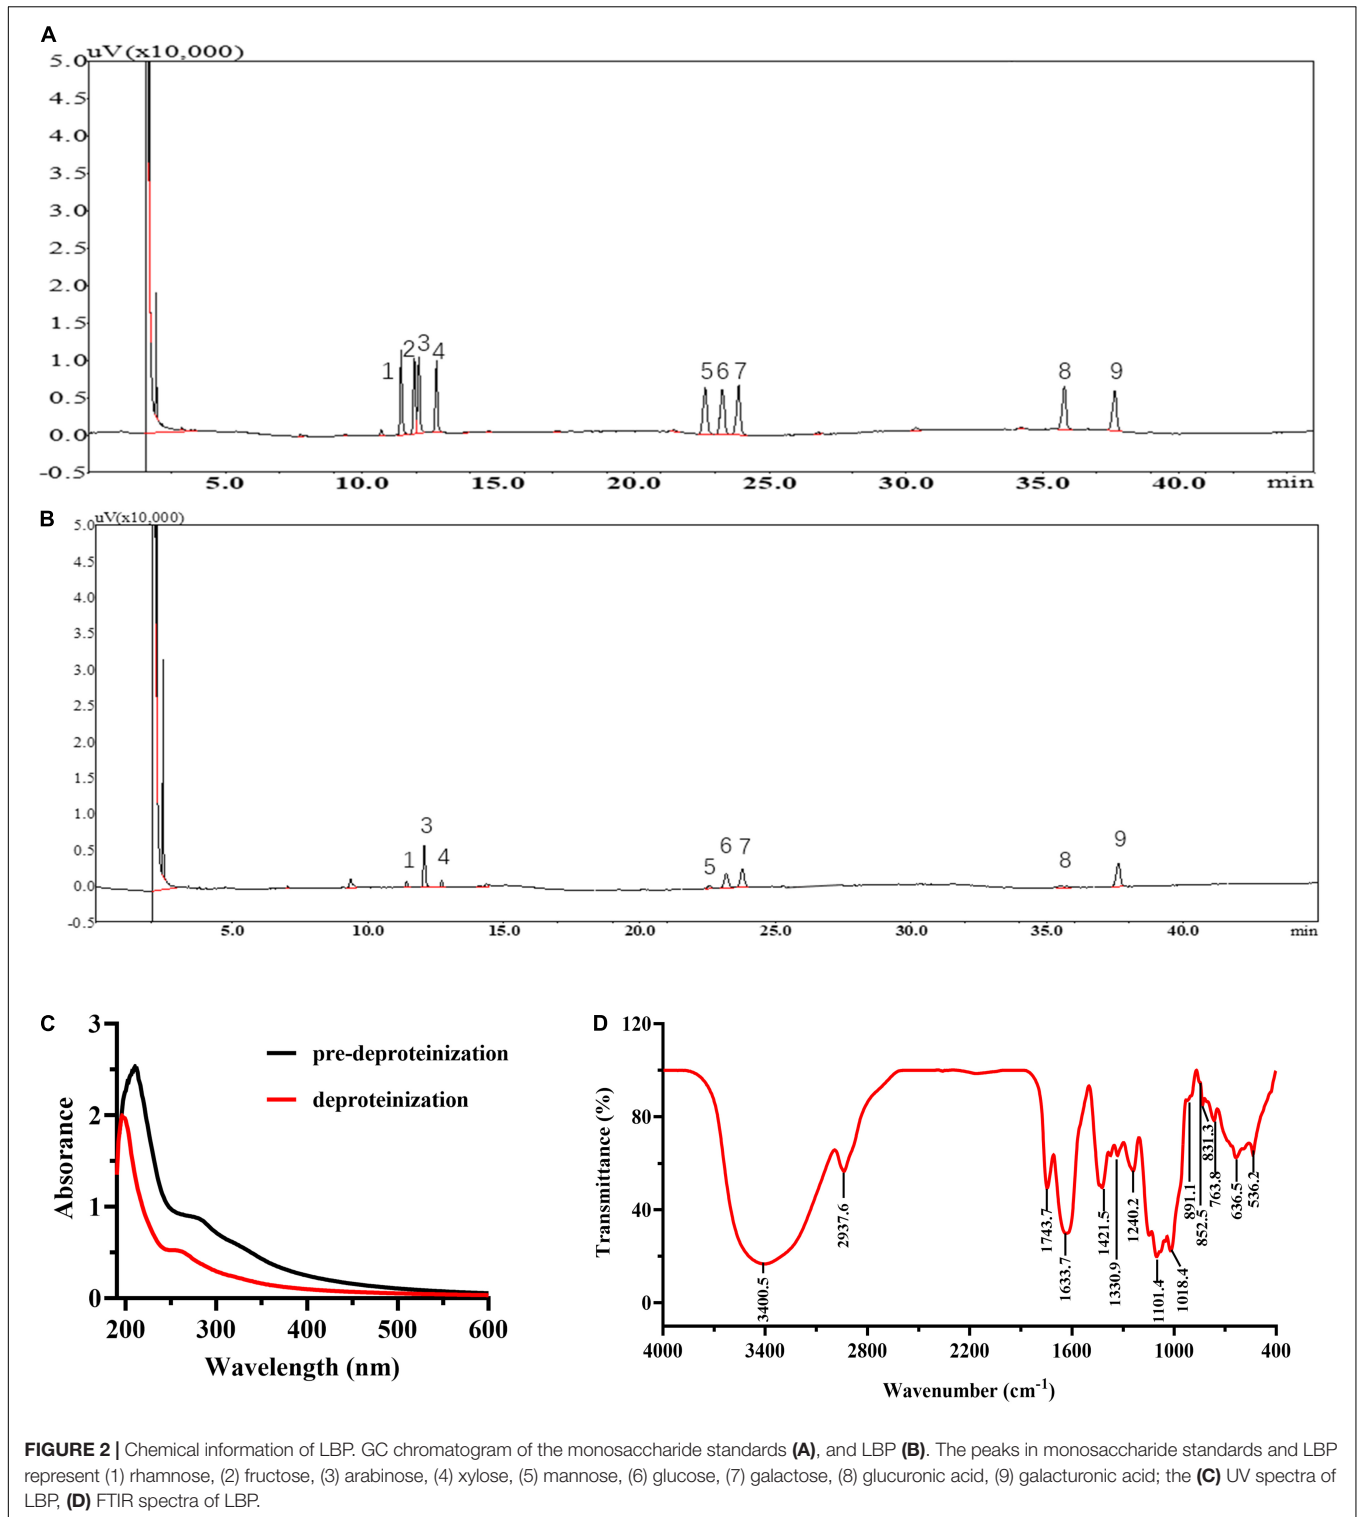 A
uV(x10,000)
5.0
4.5
4.0
3.5
3.0
2.5
2.0
1.5
1.0
0.5
0.0
-0.5
1 2 3 4 5 6 7 8 9
5.0 10.0 15.0 20.0 25.0 30.0 35.0 40.0 min
B
uV(x10,000)
5.0
4.5
4.0
3.5
3.0
2.5
2.0
1.5
1.0
0.5
0.0
-0.5
1 3 4 5 6 7 8 9
5.0 10.0 15.0 20.0 25.0 30.0 35.0 40.0 min
C
Absorance
3
2
1
0
pre-deproteinization
deproteinization
200 300 400 500 600
Wavelength (nm)
D
Transmittance (%)
120
80
40
0
3400.5
2937.6
1743.7
1633.7
1421.5
1330.9
1240.2
1101.4
1018.4
891.1
852.5
831.3
763.8
636.5
536.2
4000 3400 2800 2200 1600 1000 400
Wavenumber (cm-1)
FIGURE 2 | Chemical information of LBP. GC chromatogram of the monosaccharide standards (A), and LBP (B). The peaks in monosaccharide standards and LBP
represent (1) rhamnose, (2) fructose, (3) arabinose, (4) xylose, (5) mannose, (6) glucose, (7) galactose, (8) glucuronic acid, (9) galacturonic acid; the (C) UV spectra of
LBP, (D) FTIR spectra of LBP.